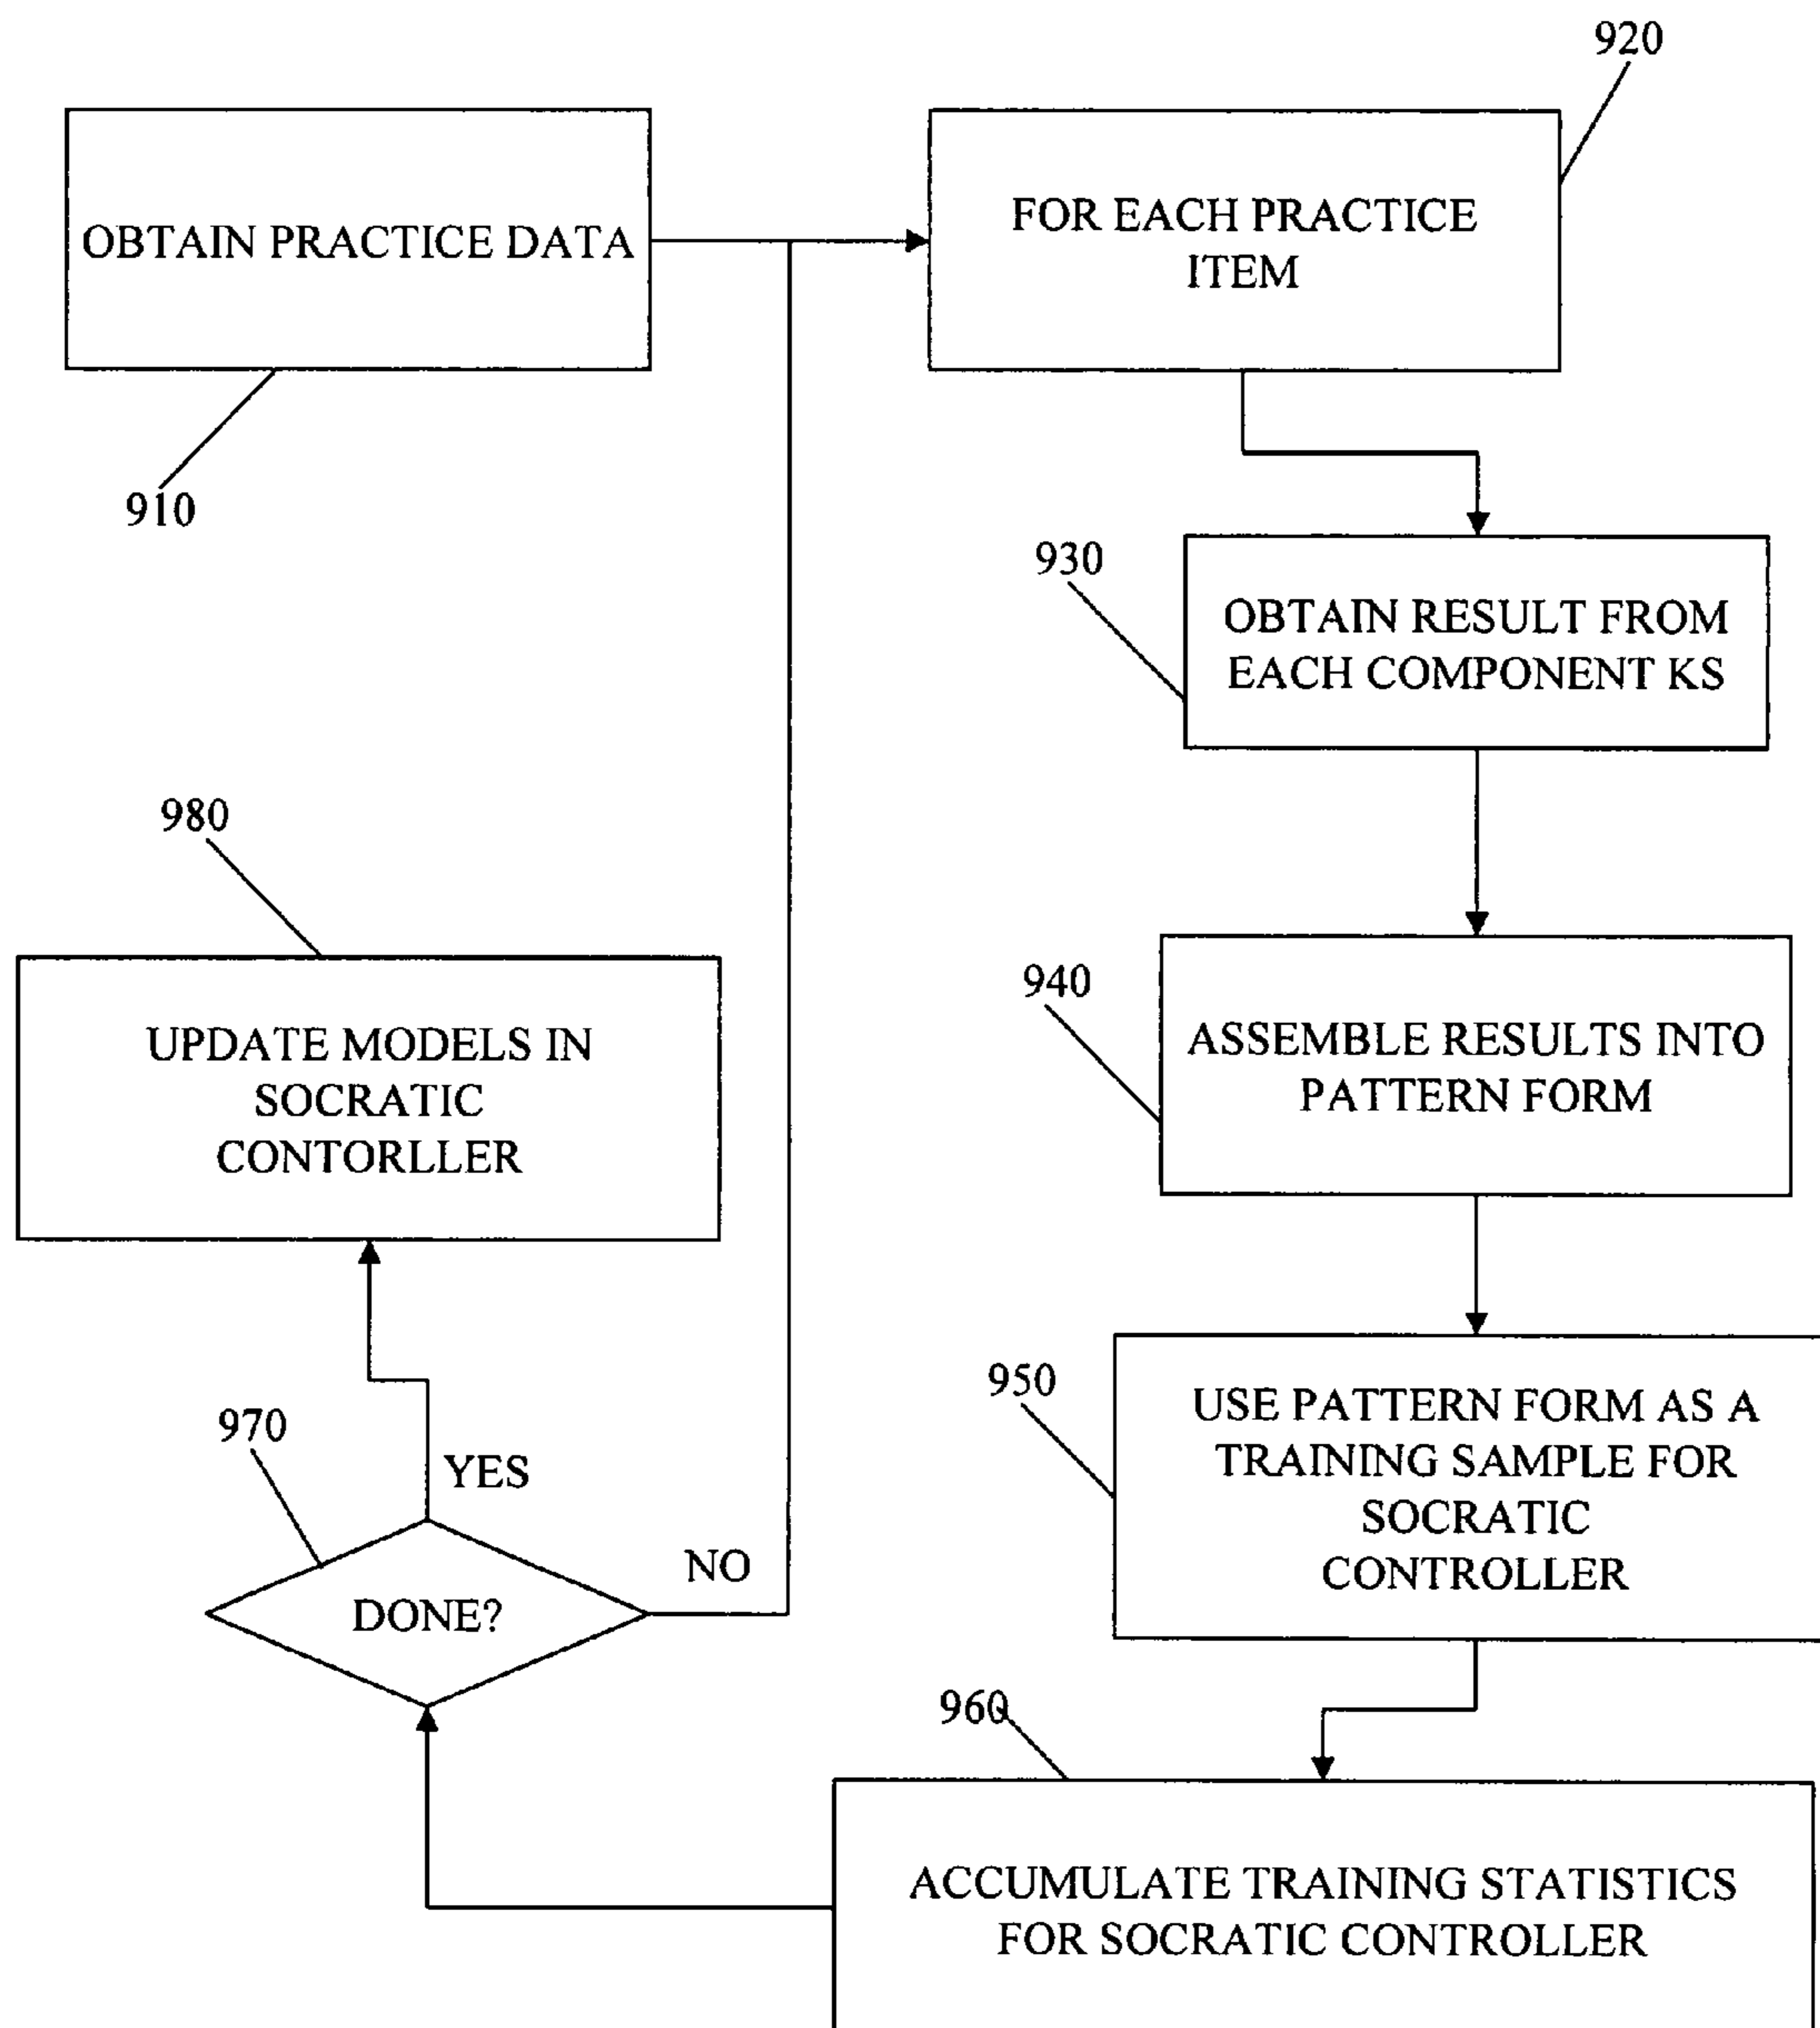 920
OBTAIN PRACTICE DATA
910
FOR EACH PRACTICE
ITEM
930
OBTAIN RESULT FROM
EACH COMPONENT KS
940
ASSEMBLE RESULTS INTO
PATTERN FORM
950
USE PATTERN FORM AS A
TRAINING SAMPLE FOR
SOCRATIC
CONTROLLER
960
ACCUMULATE TRAINING STATISTICS
FOR SOCRATIC CONTROLLER
970
DONE?
YES
NO
980
UPDATE MODELS IN
SOCRATIC
CONTORLLER